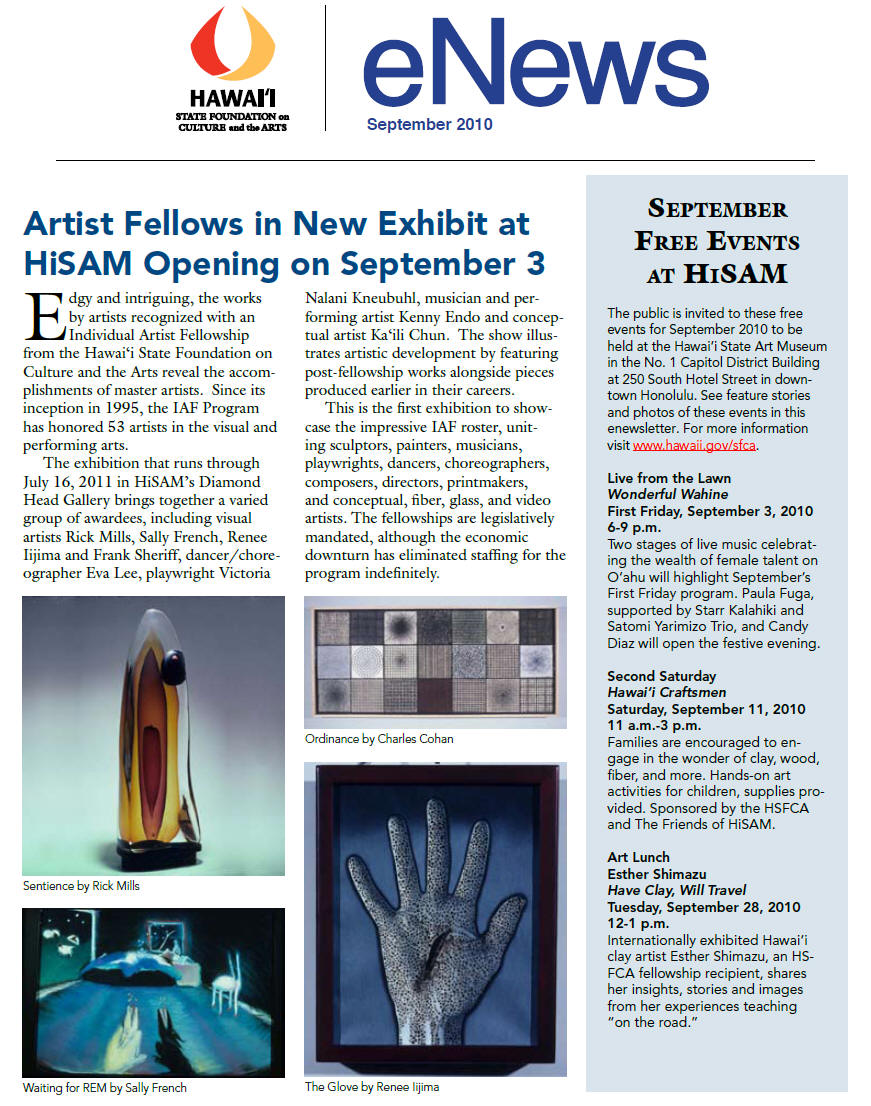 HAWAI'I
STATE FOUNDATION on
CULTURE and the ARTS
eNews
September 2010
Artist Fellows in New Exhibit at
HiSAM Opening on September 3
Edgy and intriguing, the works
by artists recognized with an
Individual Artist Fellowship
from the Hawai‘i State Foundation on
Culture and the Arts reveal the accom-
plishments of master artists.  Since its
inception in 1995, the IAF Program
has honored 53 artists in the visual and
performing arts.
The exhibition that runs through
July 16, 2011 in HiSAM’s Diamond
Head Gallery brings together a varied
group of awardees, including visual
artists Rick Mills, Sally French, Renee
Iijima and Frank Sheriff, dancer/chore-
ographer Eva Lee, playwright Victoria
Nalani Kneubuhl, musician and per-
forming artist Kenny Endo and concep-
tual artist Ka‘ili Chun.  The show illus-
trates artistic development by featuring
post-fellowship works alongside pieces
produced earlier in their careers.
This is the first exhibition to show-
case the impressive IAF roster, unit-
ing sculptors, painters, musicians,
playwrights, dancers, choreographers,
composers, directors, printmakers,
and conceptual, fiber, glass, and video
artists. The fellowships are legislatively
mandated, although the economic
downturn has eliminated staffing for the
program indefinitely.
Sentience by Rick Mills
Waiting for REM by Sally French
Ordinance by Charles Cohan
The Glove by Renee Iijima
September
Free Events
at HiSAM
The public is invited to these free
events for September 2010 to be
held at the Hawai’i State Art Museum
in the No. 1 Capitol District Building
at 250 South Hotel Street in down-
town Honolulu. See feature stories
and photos of these events in this
enewsletter. For more information
visit www.hawaii.gov/sfca.
Live from the Lawn
Wonderful Wahine
First Friday, September 3, 2010
6-9 p.m.
Two stages of live music celebrat-
ing the wealth of female talent on
O’ahu will highlight September’s
First Friday program. Paula Fuga,
supported by Starr Kalahiki and
Satomi Yarimizo Trio, and Candy
Diaz will open the festive evening.
Second Saturday
Hawai’i Craftsmen
Saturday, September 11, 2010
11 a.m.-3 p.m.
Families are encouraged to en-
gage in the wonder of clay, wood,
fiber, and more. Hands-on art
activities for children, supplies pro-
vided. Sponsored by the HSFCA
and The Friends of HiSAM.
Art Lunch
Esther Shimazu
Have Clay, Will Travel
Tuesday, September 28, 2010
12-1 p.m.
Internationally exhibited Hawai’i
clay artist Esther Shimazu, an HS-
FCA fellowship recipient, shares
her insights, stories and images
from her experiences teaching
“on the road.”